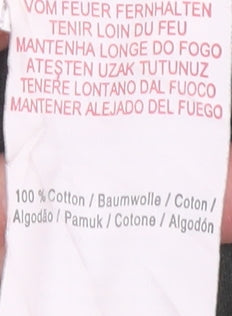 VOM FEUER FERNHALTEN
TENIR LOIN DU FEU
MANTENHA LONGE DO FOGO
ATEŞTEN UZAK TUTUNUZ
TENERE LONTANO DAL FUOCO
MANTENER ALEJADO DEL FUEGO
100 % Cotton / Baumwolle / Coton /
Algodão / Pamuk / Cotone / Algodón